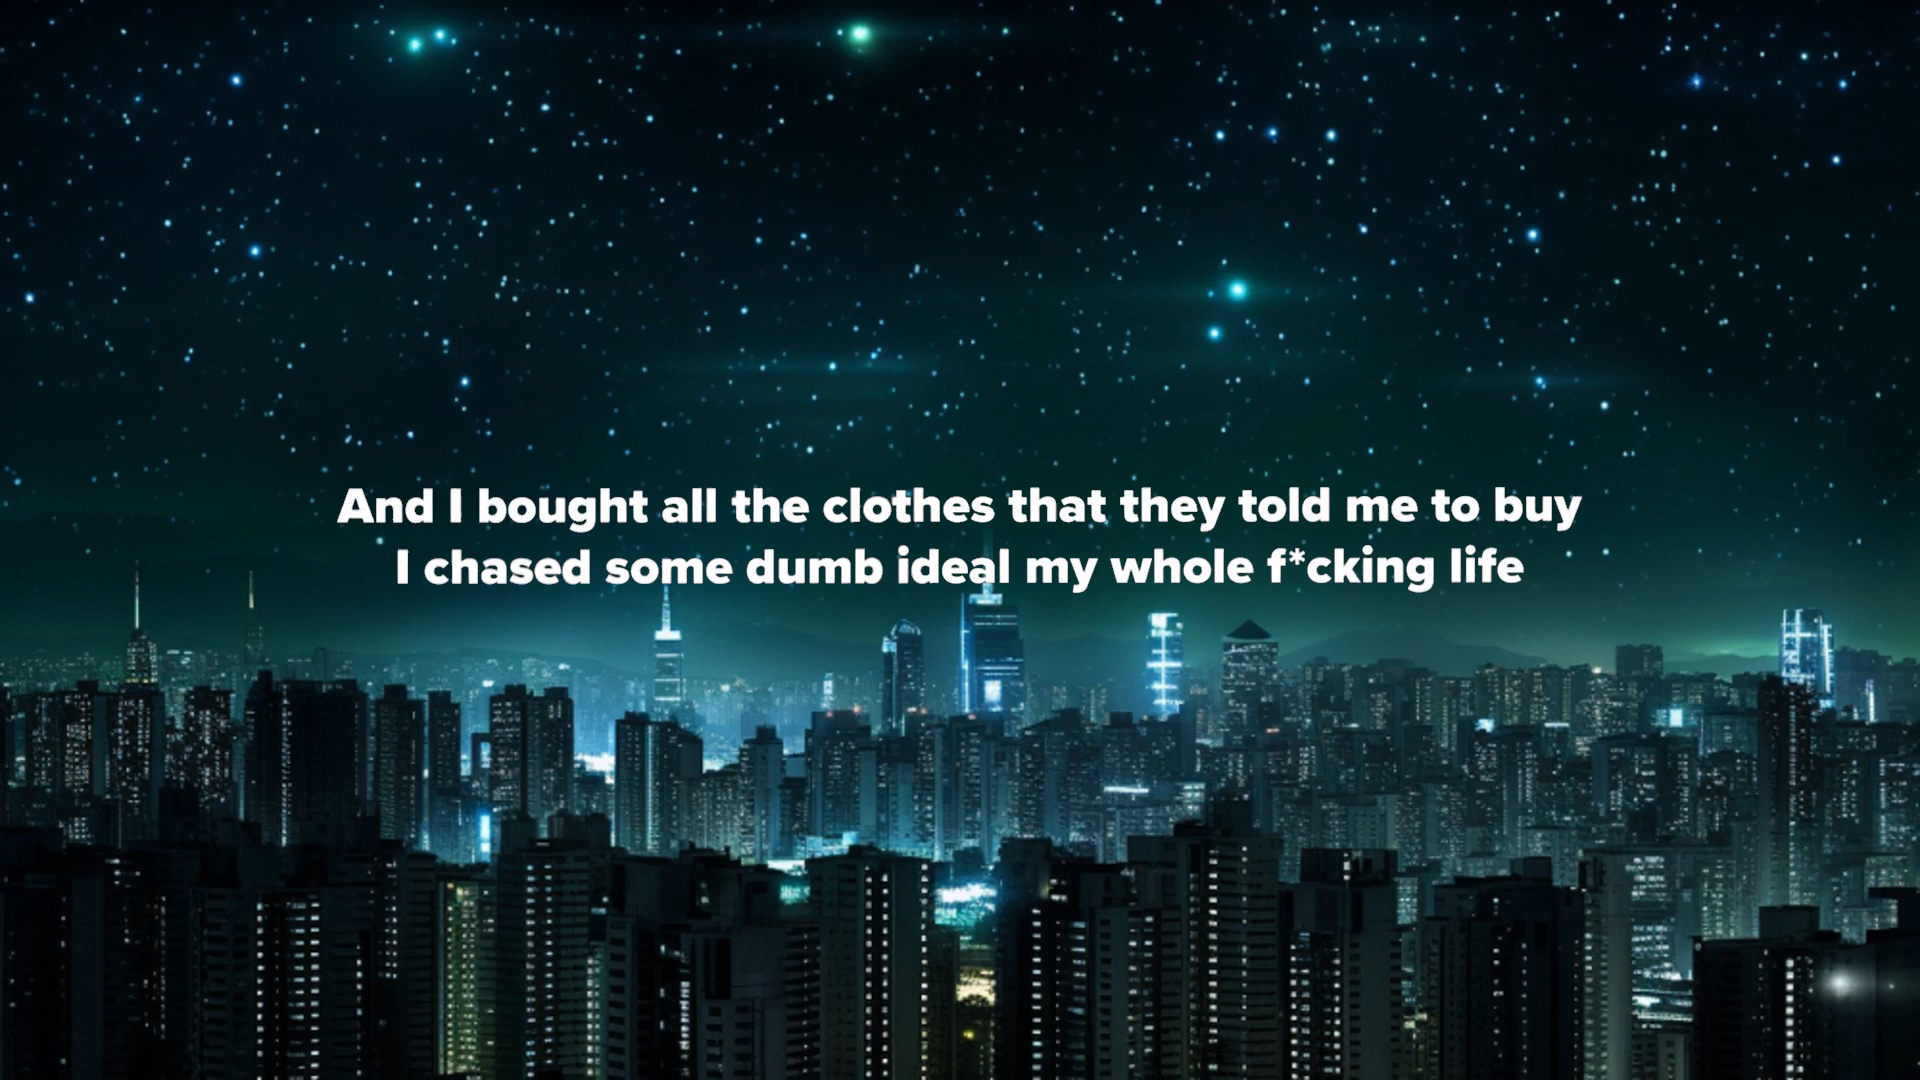 And I bought all the clothes that they told me to buy
I chased some dumb ideal my whole f*cking life